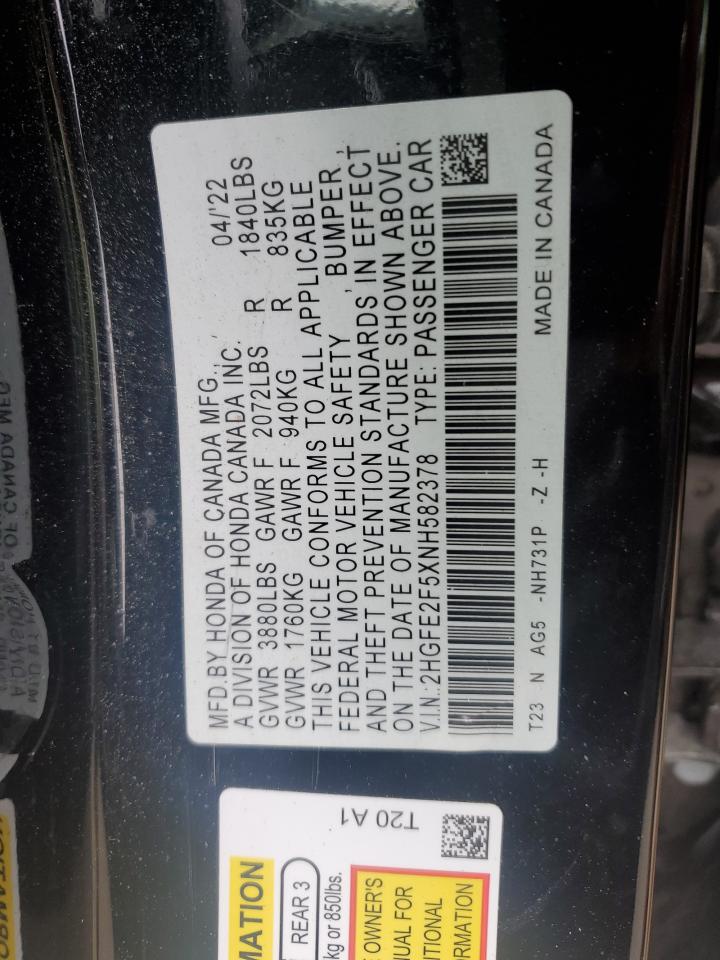 MFD.BY HONDA OF CANADA MFG., 04/'22
A DIVISION OF HONDA CANADA INC.
GVWR 3880LBS GAWR F 2072LBS R 1840LBS
GVWR 1760KG GAWR F 940KG R 835KG
THIS VEHICLE CONFORMS TO ALL APPLICABLE
FEDERAL MOTOR VEHICLE SAFETY , BUMPER ,
AND THEFT PREVENTION STANDARDS IN EFFECT
ON THE DATE OF MANUFACTURE SHOWN ABOVE.
V.I.N.:2HGFE2F5XNH582378 TYPE: PASSENGER CAR
T23 N AG5 -NH731P -Z -H MADE IN CANADA
T20 A1
MATION
REAR 3
kg or 850lbs.
OWNER'S
UAL FOR
ITIONAL
RMATION